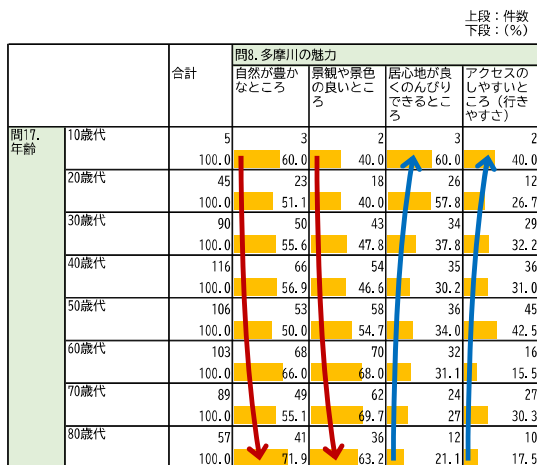 上段：件数
下段：(%)
問8. 多摩川の魅力
合計
自然が豊か
なところ
景観や景色
の良いとこ
ろ
居心地が良
くのんびり
できるとこ
ろ
アクセスの
しやすいと
ころ（行き
やすさ）
問17.
年齢
10歳代 5 3 2 3 2
100.0 60.0 40.0 60.0 40.0
20歳代 45 23 18 26 12
100.0 51.1 40.0 57.8 26.7
30歳代 90 50 43 34 29
100.0 55.6 47.8 37.8 32.2
40歳代 116 66 54 35 36
100.0 56.9 46.6 30.2 31.0
50歳代 106 53 58 36 45
100.0 50.0 54.7 34.0 42.5
60歳代 103 68 70 32 16
100.0 66.0 68.0 31.1 15.5
70歳代 89 49 62 24 27
100.0 55.1 69.7 27 30.3
80歳代 57 41 36 12 10
100.0 71.9 63.2 21.1 17.5